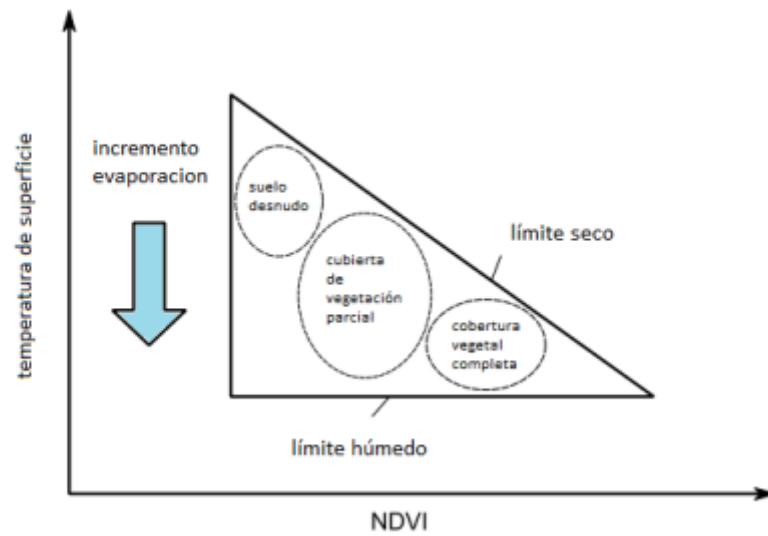 temperatura de superficie
incremento
evaporacion
suelo
desnudo
cubierta
de
vegetación
parcial
cobertura
vegetal
completa
límite seco
límite húmedo
NDVI